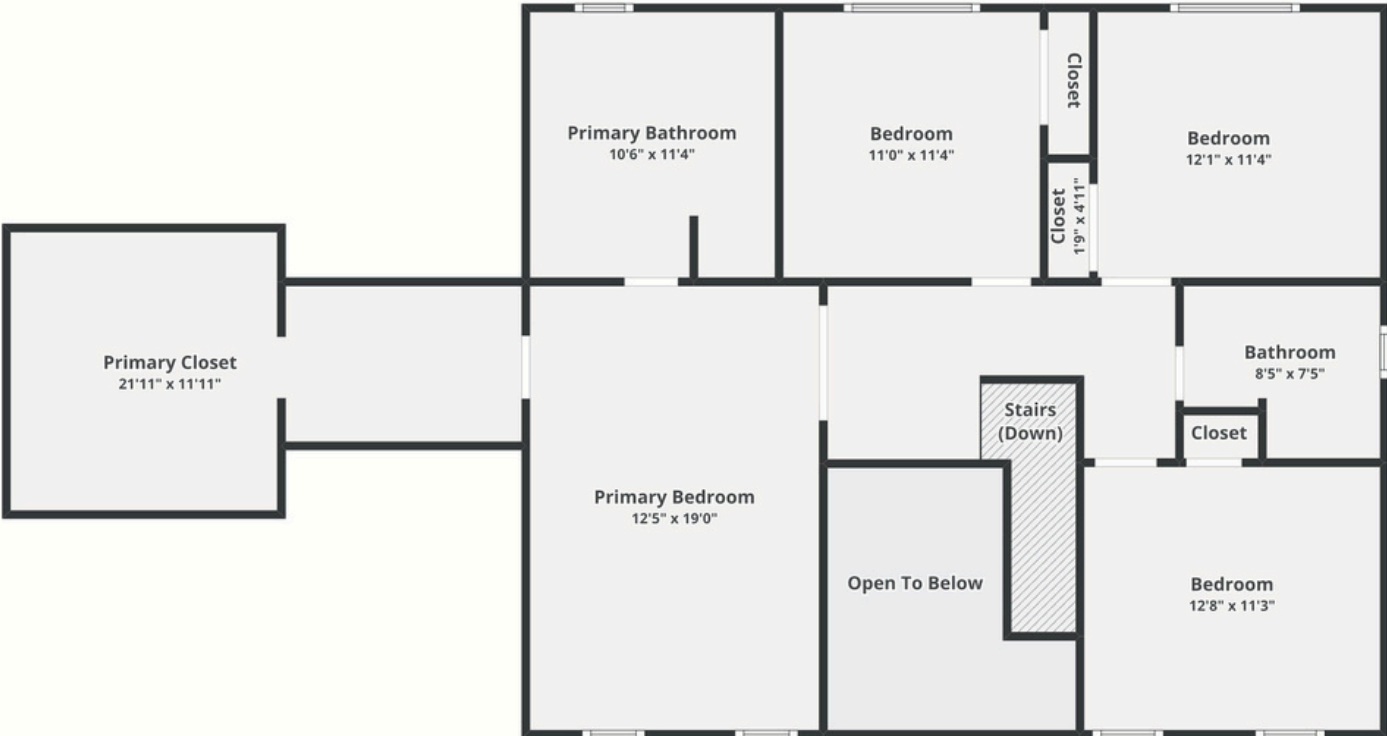 Primary Bathroom
10'6" x 11'4"
Bedroom
11'0" x 11'4"
Closet
Closet
1'9" x 4'11"
Bedroom
12'1" x 11'4"
Primary Closet
21'11" x 11'11"
Bathroom
8'5" x 7'5"
Stairs
(Down)
Closet
Primary Bedroom
12'5" x 19'0"
Open To Below
Bedroom
12'8" x 11'3"